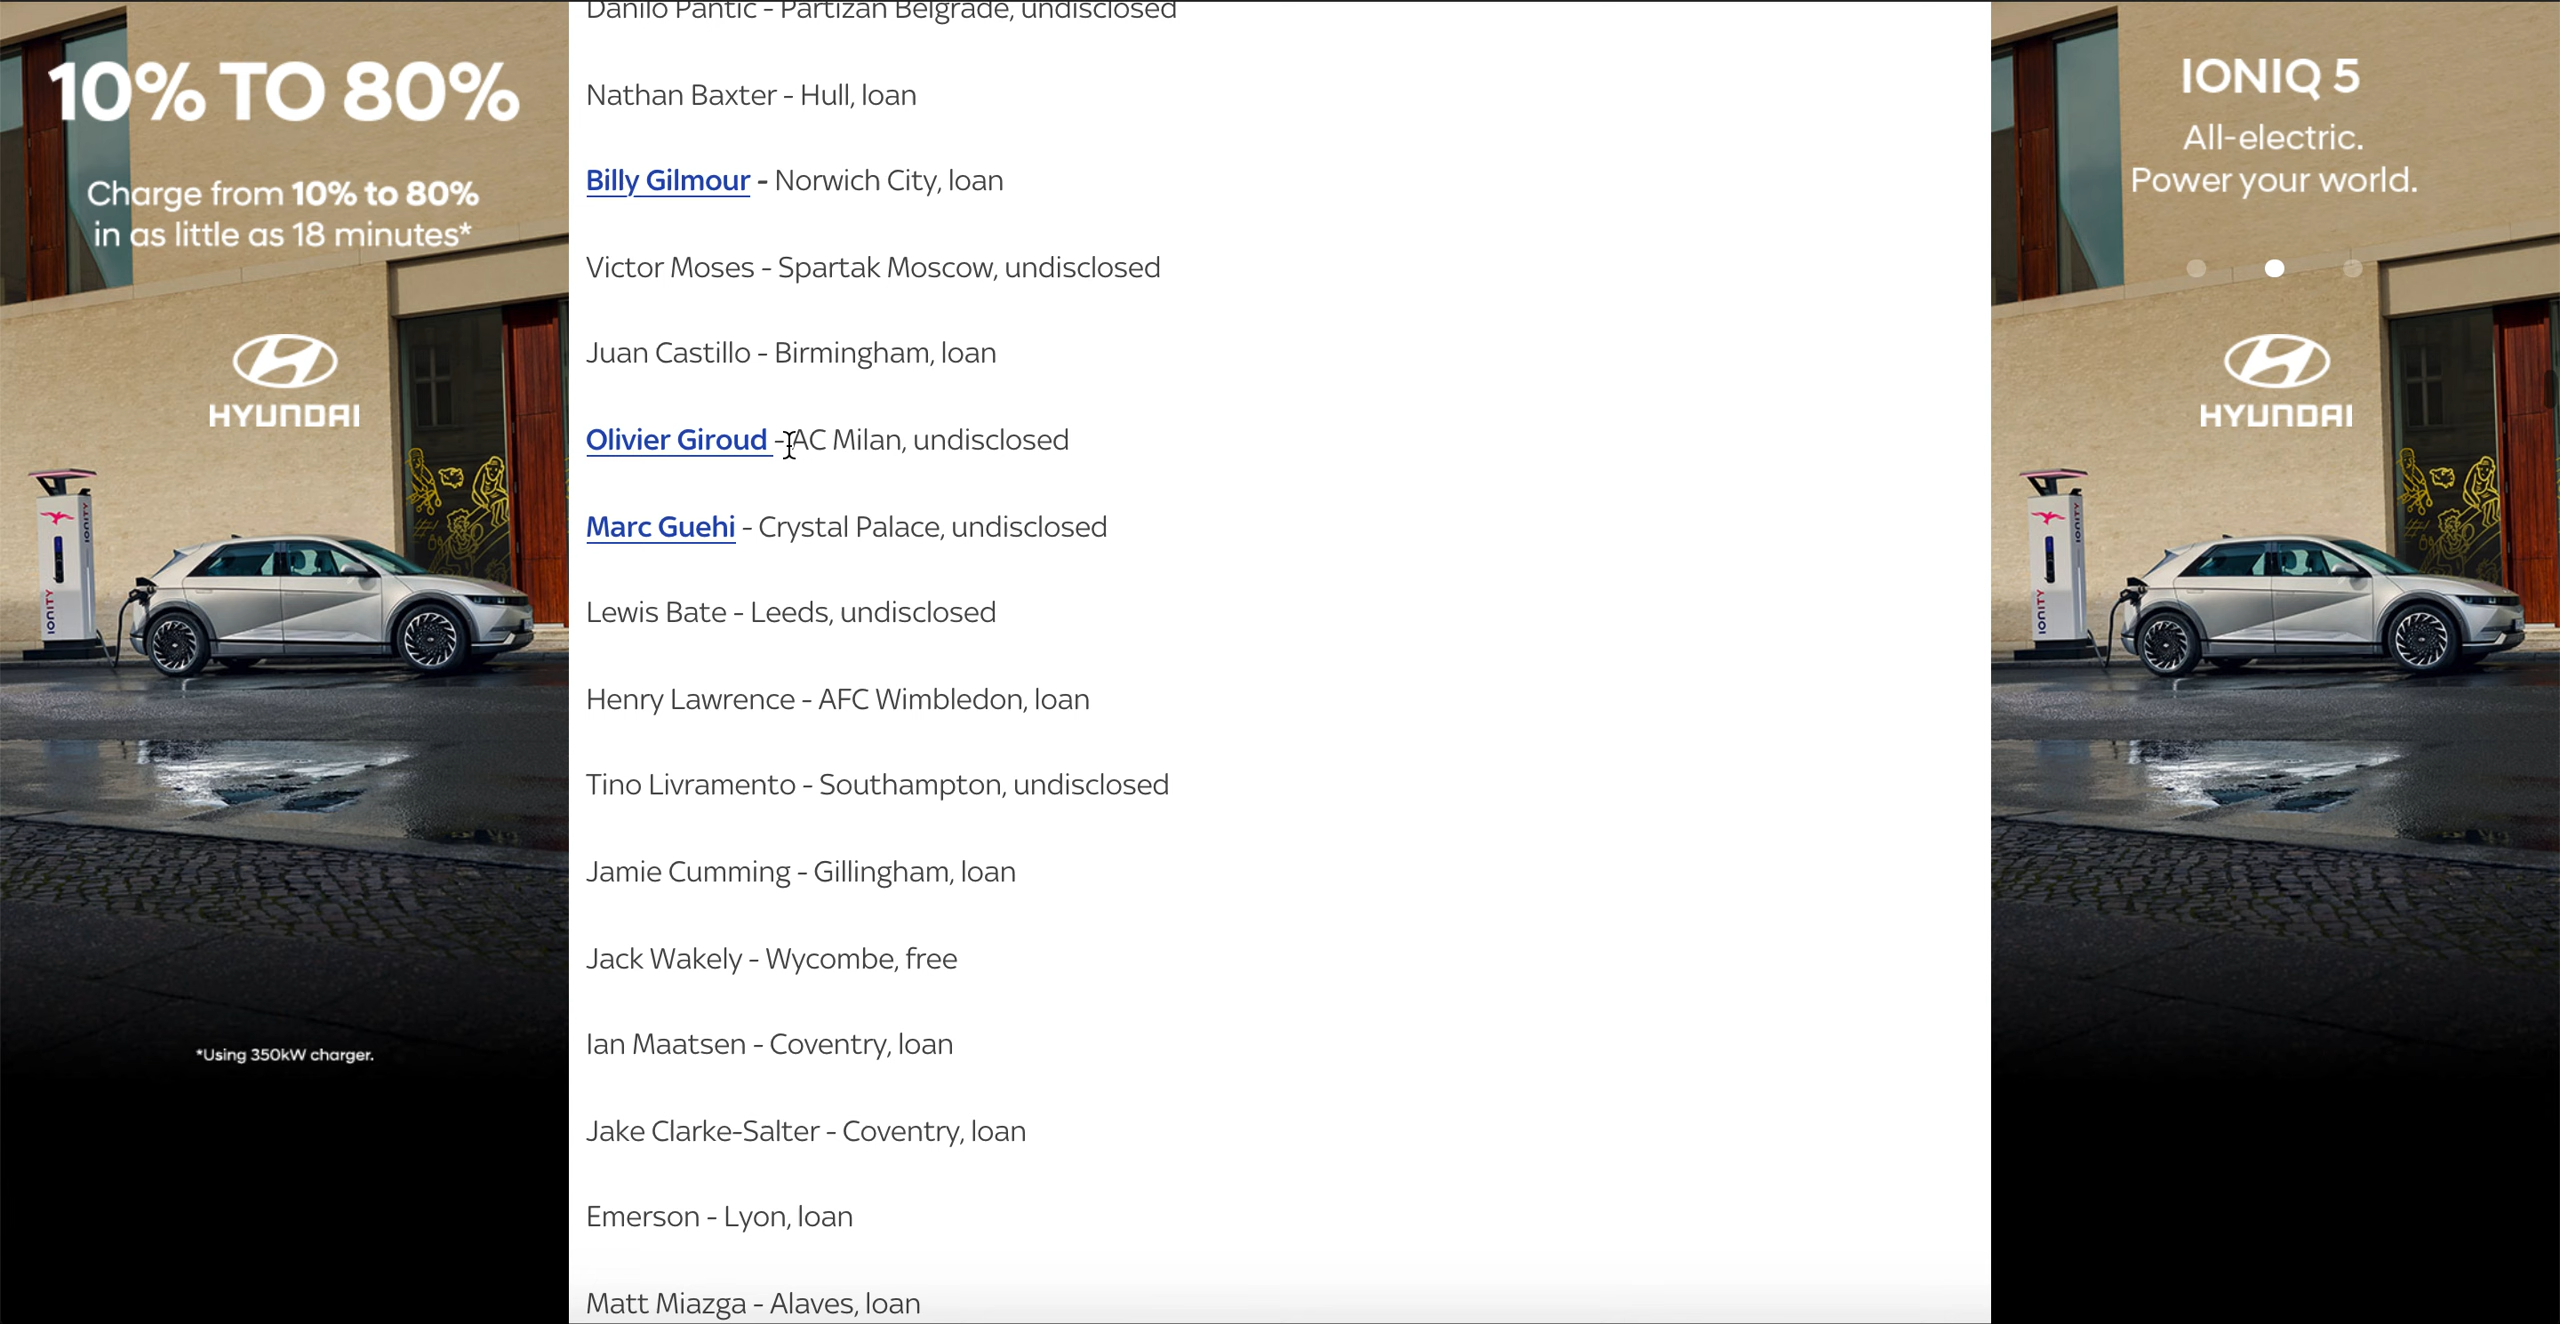 10% TO 80%
Charge from 10% to 80%
in as little as 18 minutes*
HYUNDAI
IONITY
IONITY
*Using 350kW charger.
Danilo Pantic - Partizan Belgrade, undisclosed
Nathan Baxter - Hull, loan
Billy Gilmour - Norwich City, loan
Victor Moses - Spartak Moscow, undisclosed
Juan Castillo - Birmingham, loan
Olivier Giroud - AC Milan, undisclosed
Marc Guehi - Crystal Palace, undisclosed
Lewis Bate - Leeds, undisclosed
Henry Lawrence - AFC Wimbledon, loan
Tino Livramento - Southampton, undisclosed
Jamie Cumming - Gillingham, loan
Jack Wakely - Wycombe, free
Ian Maatsen - Coventry, loan
Jake Clarke-Salter - Coventry, loan
Emerson - Lyon, loan
Matt Miazga - Alaves, loan
IONIQ 5
All-electric.
Power your world.
HYUNDAI
IONITY
IONITY